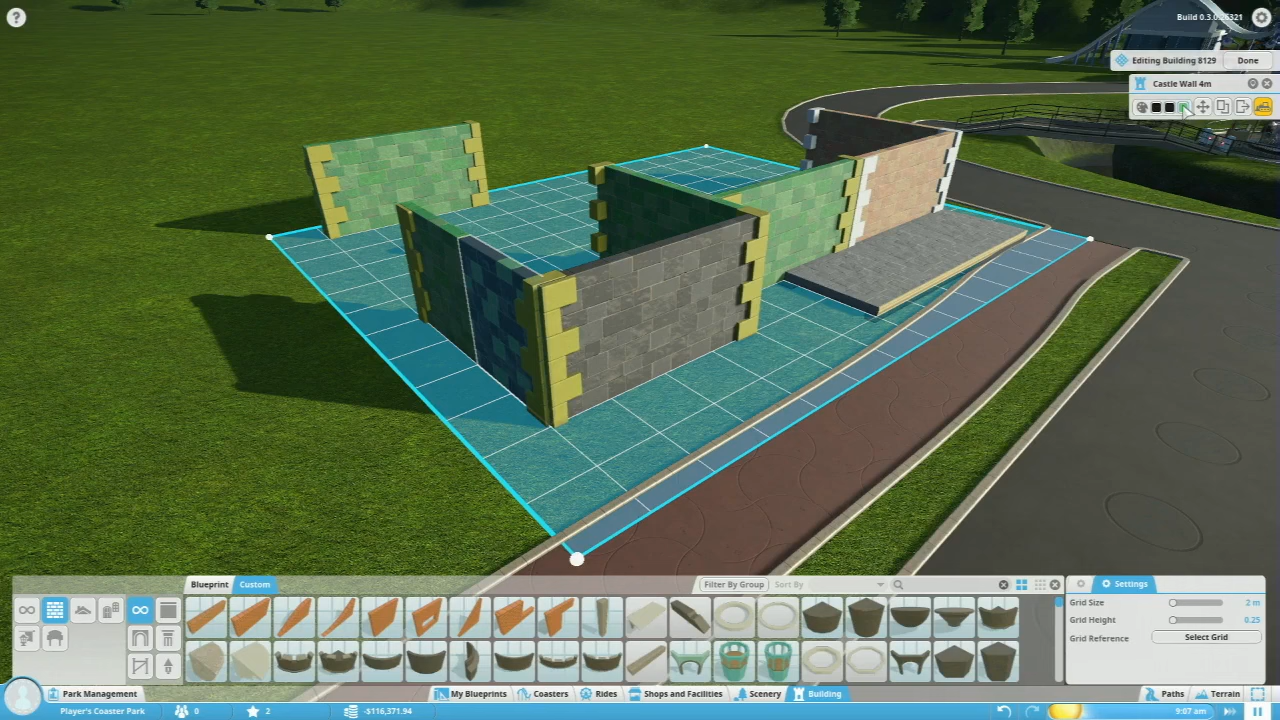 ?
Build 0.3.0.26321
Editing Building 8129 Done
Castle Wall 4m
Blueprint Custom Filter By Group Sort By
Settings
Grid Size 2 m
Grid Height 0.25
Grid Reference Select Grid
Park Management My Blueprints Coasters Rides Shops and Facilities Scenery Building Paths Terrain
Player's Coaster Park 0 2 -$116,371.94 9:07 am